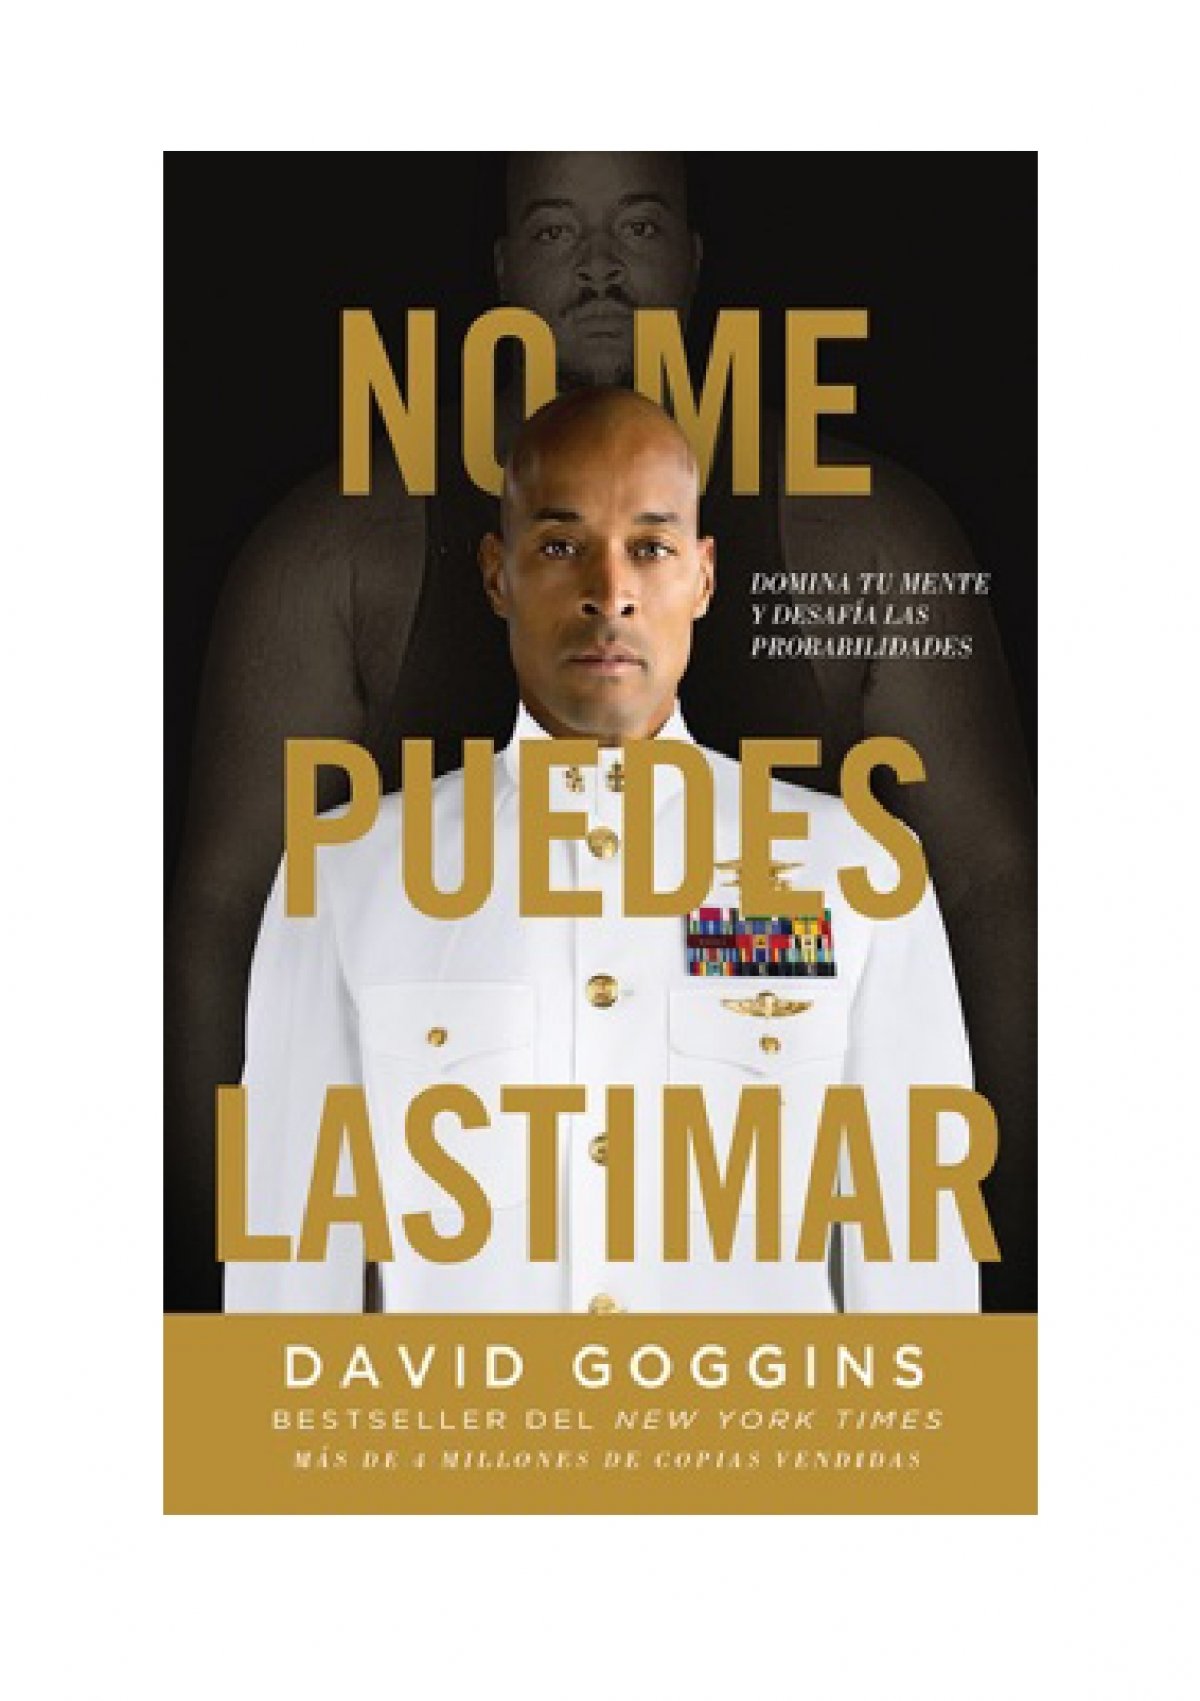 NO ME
DOMINA TU MENTE
Y DESAFÍA LAS
PROBABILIDADES
PUEDES
LASTIMAR
DAVID GOGGINS
BESTSELLER DEL NEW YORK TIMES
MÁS DE 4 MILLONES DE COPIAS VENDIDAS